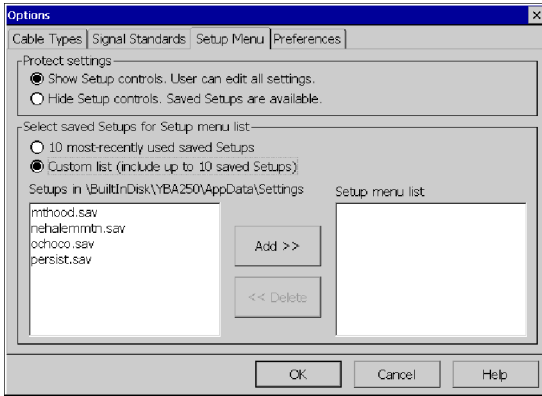 Options
Cable Types Signal Standards Setup Menu Preferences
Protect settings
Show Setup controls. User can edit all settings.
Hide Setup controls. Saved Setups are available.
Select saved Setups for Setup menu list
10 most-recently used saved Setups
Custom list (include up to 10 saved Setups)
Setups in \BuiltInDisk\YBA250\AppData\Settings
Setup menu list
mthood.sav
nehalemmtn.sav
ochoco.sav
persist.sav
Add >>
<< Delete
OK Cancel Help